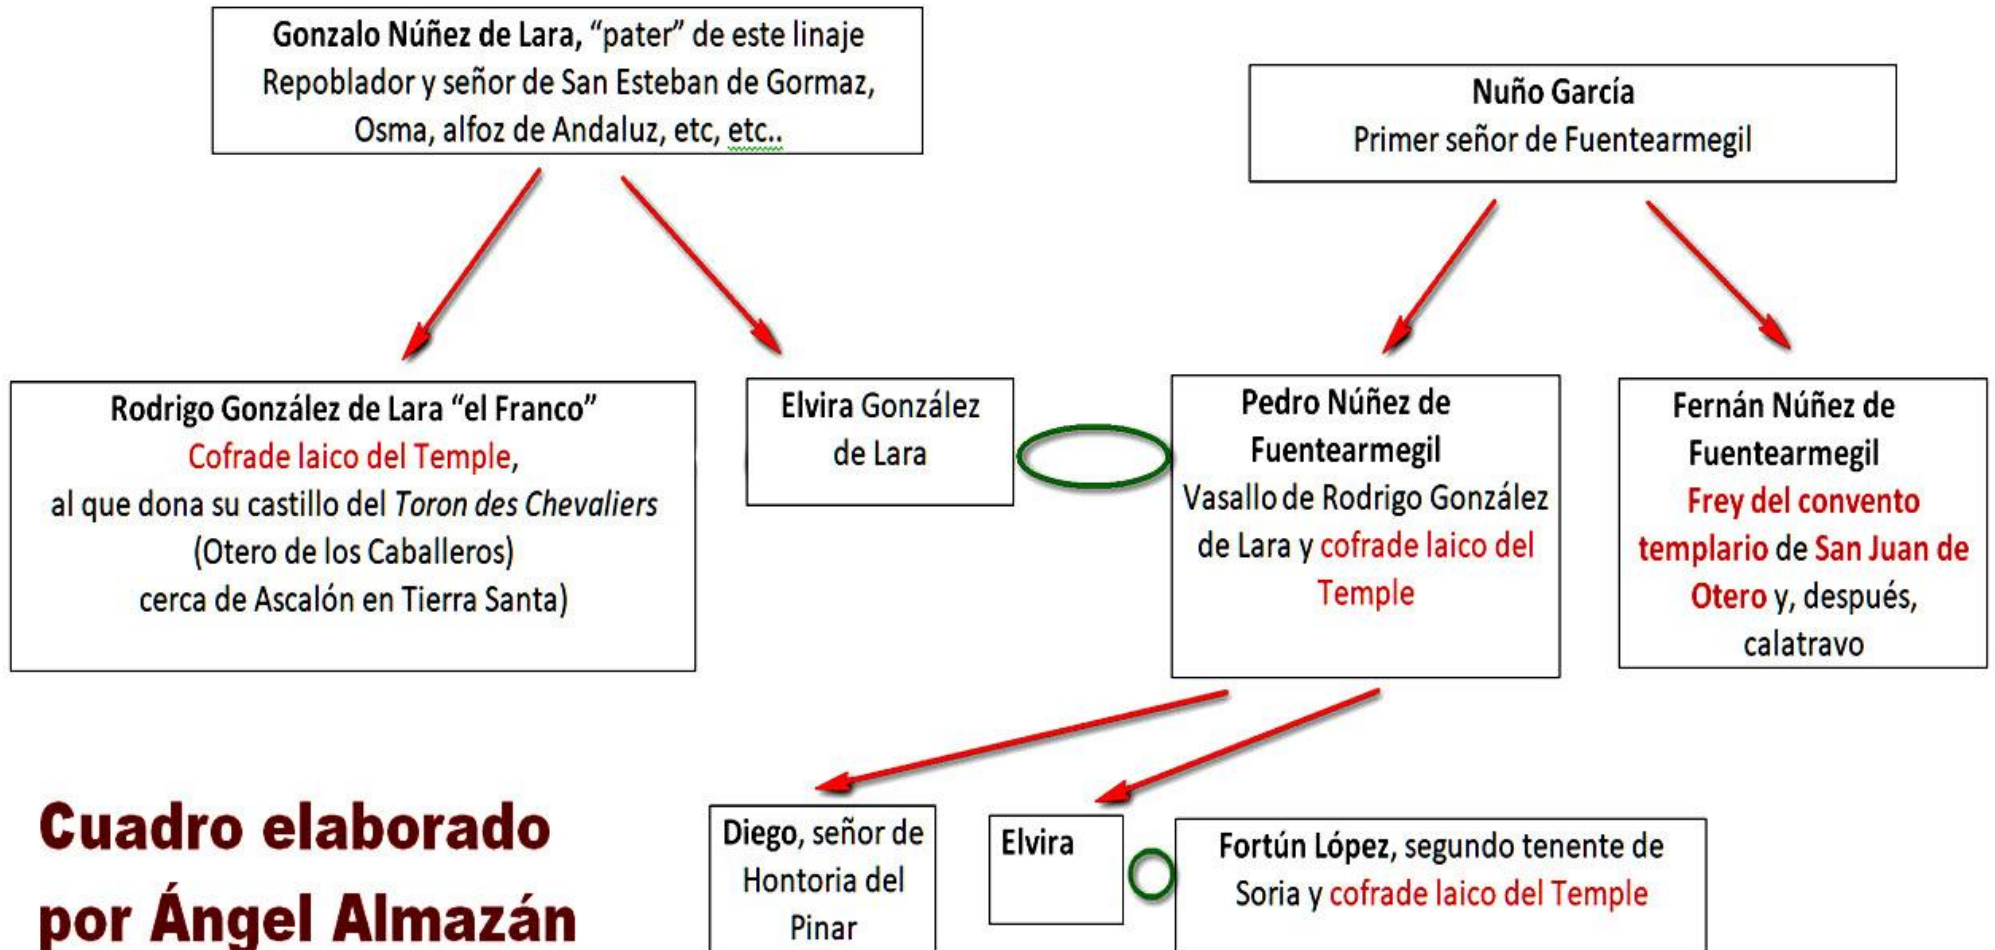 Gonzalo Núñez de Lara, “pater” de este linaje
Repoblador y señor de San Esteban de Gormaz,
Osma, alfoz de Andaluz, etc, etc..
Nuño García
Primer señor de Fuentearmegil
Rodrigo González de Lara “el Franco”
Cofrade laico del Temple,
al que dona su castillo del Toron des Chevaliers
(Otero de los Caballeros)
cerca de Ascalón en Tierra Santa)
Elvira González
de Lara
Pedro Núñez de
Fuentearmegil
Vasallo de Rodrigo González
de Lara y cofrade laico del
Temple
Fernán Núñez de
Fuentearmegil
Frey del convento
templario de San Juan de
Otero y, después,
calatravo
Diego, señor de
Hontoria del
Pinar
Elvira
Fortún López, segundo tenente de
Soria y cofrade laico del Temple
Cuadro elaborado
por Ángel Almazán